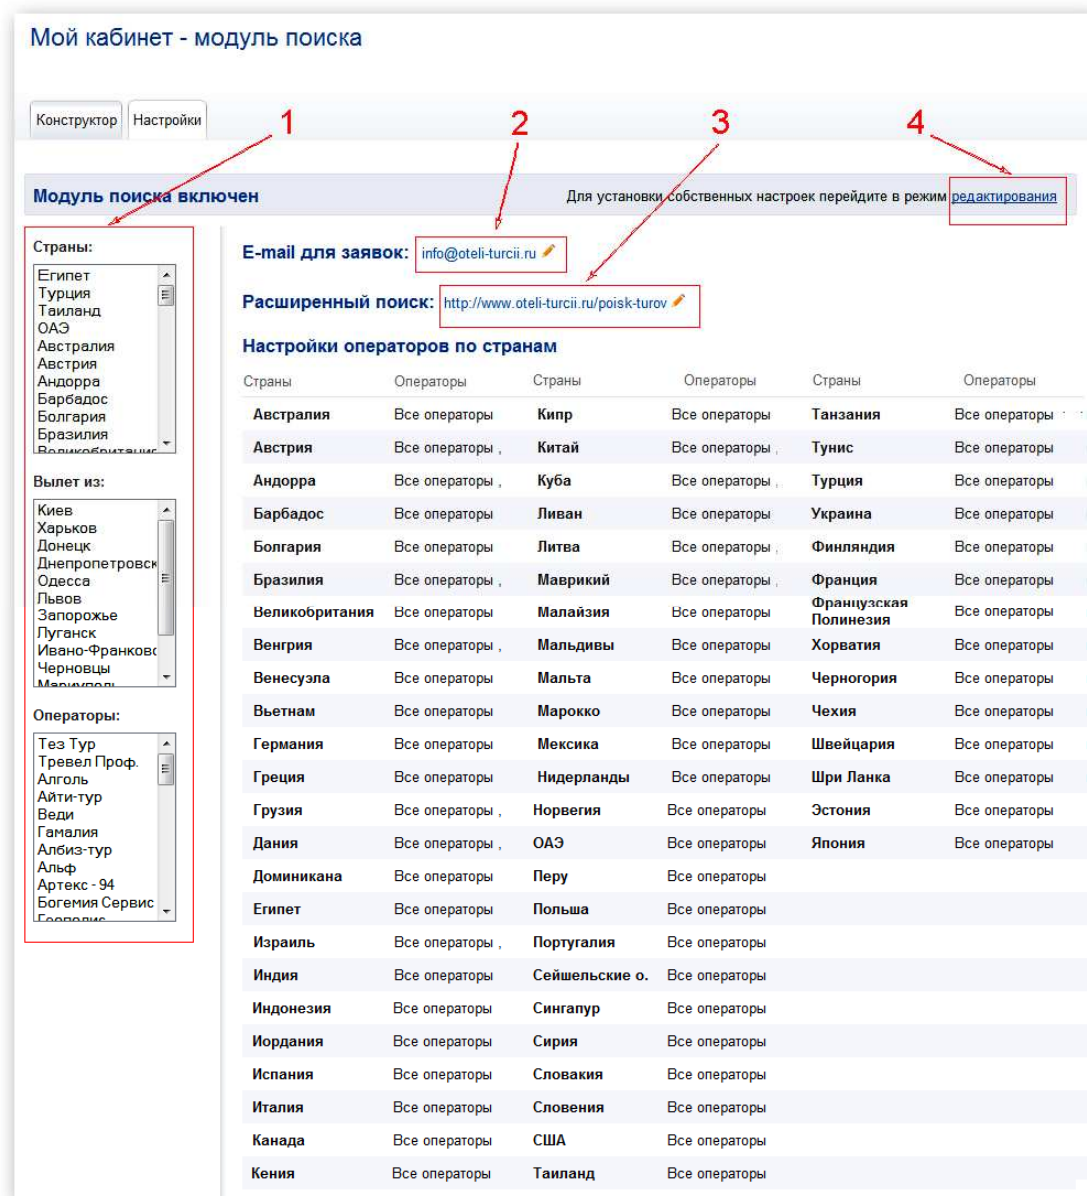 Мой кабинет - модуль поиска
Конструктор
Настройки
1
2
3
4
Модуль поиска включен
Для установки собственных настроек перейдите в режим редактирования
Страны:
Египет
Турция
Таиланд
ОАЭ
Австралия
Австрия
Андорра
Барбадос
Болгария
Бразилия
Великобритания
Вылет из:
Киев
Харьков
Донецк
Днепропетровск
Одесса
Львов
Запорожье
Луганск
Ивано-Франковс
Черновцы
Мариуполь
Операторы:
Тез Тур
Тревел Проф.
Алголь
Айти-тур
Веди
Гамалия
Албиз-тур
Альф
Артекс - 94
Богемия Сервис
Геополис
E-mail для заявок: info@oteli-turcii.ru
Расширенный поиск: http://www.oteli-turcii.ru/poisk-turov
Настройки операторов по странам
Страны Операторы Страны Операторы Страны Операторы
Австралия Все операторы Кипр Все операторы Танзания Все операторы
Австрия Все операторы , Китай Все операторы , Тунис Все операторы
Андорра Все операторы , Куба Все операторы , Турция Все операторы
Барбадос Все операторы Ливан Все операторы Украина Все операторы
Болгария Все операторы Литва Все операторы , Финляндия Все операторы
Бразилия Все операторы , Маврикий Все операторы , Франция Все операторы
Великобритания Все операторы Малайзия Все операторы Французская Полинезия Все операторы
Венгрия Все операторы , Мальдивы Все операторы Хорватия Все операторы
Венесуэла Все операторы Мальта Все операторы Черногория Все операторы
Вьетнам Все операторы Марокко Все операторы Чехия Все операторы
Германия Все операторы Мексика Все операторы Швейцария Все операторы
Греция Все операторы Нидерланды Все операторы Шри Ланка Все операторы
Грузия Все операторы , Норвегия Все операторы Эстония Все операторы
Дания Все операторы , ОАЭ Все операторы Япония Все операторы
Доминикана Все операторы Перу Все операторы
Египет Все операторы Польша Все операторы
Израиль Все операторы , Португалия Все операторы
Индия Все операторы Сейшельские о. Все операторы
Индонезия Все операторы Сингапур Все операторы
Иордания Все операторы Сирия Все операторы
Испания Все операторы Словакия Все операторы
Италия Все операторы Словения Все операторы
Канада Все операторы США Все операторы
Кения Все операторы Таиланд Все операторы